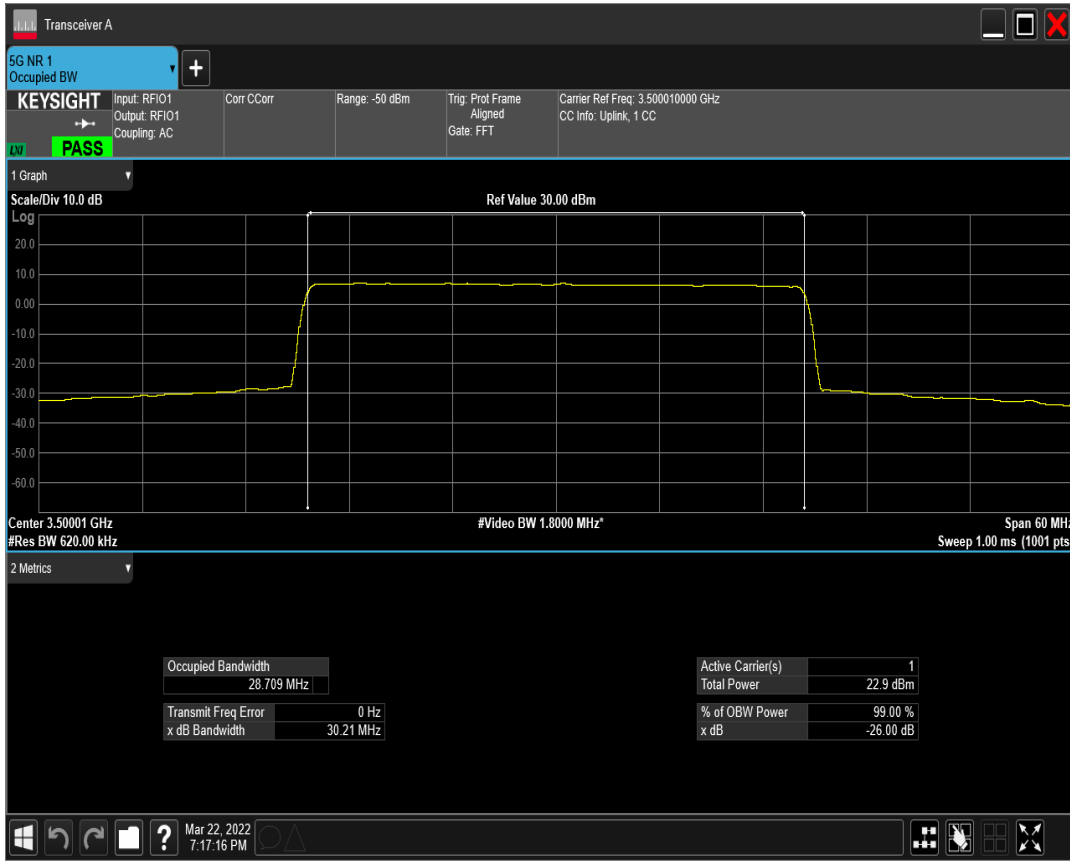 Transceiver A
5G NR 1
Occupied BW
KEYSIGHT
LXI
PASS
Input: RFIO1
Output: RFIO1
Coupling: AC
Corr CCorr
Range: -50 dBm
Trig: Prot Frame
Aligned
Gate: FFT
Carrier Ref Freq: 3.500010000 GHz
CC Info: Uplink, 1 CC
1 Graph
Scale/Div 10.0 dB
Ref Value 30.00 dBm
Log
20.0
10.0
0.00
-10.0
-20.0
-30.0
-40.0
-50.0
-60.0
Center 3.50001 GHz
#Video BW 1.8000 MHz*
Span 60 MHz
#Res BW 620.00 kHz
Sweep 1.00 ms (1001 pts
2 Metrics
Occupied Bandwidth
28.709 MHz
Transmit Freq Error 0 Hz
x dB Bandwidth 30.21 MHz
Active Carrier(s) 1
Total Power 22.9 dBm
% of OBW Power 99.00 %
x dB -26.00 dB
?
Mar 22, 2022
7:17:16 PM